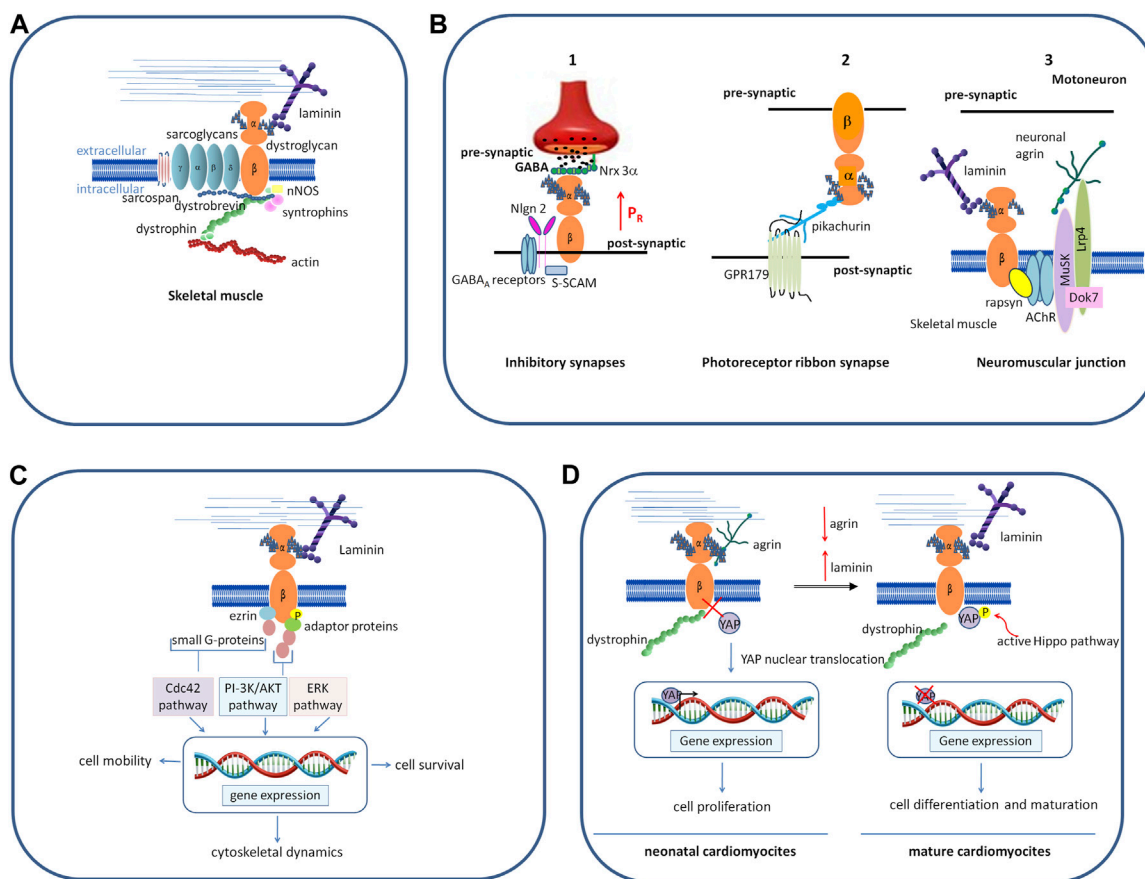 A
laminin
α
sarcoglycans
dystroglycan
extracellular
γ
α
β
δ
β
intracellular
nNOS
sarcospan
dystrobrevin
syntrophins
dystrophin
actin
Skeletal muscle
B
1
pre-synaptic
GABA
Nrx 3α
α
Nlgn 2
PR
β
post-synaptic
GABAA receptors
S-SCAM
Inhibitory synapses
2
pre-synaptic
β
α
pikachurin
GPR179
post-synaptic
Photoreceptor ribbon synapse
3
Motoneuron
pre-synaptic
neuronal
agrin
laminin
α
β
MuSK
Lrp4
rapsyn
Dok7
AChR
Skeletal muscle
Neuromuscular junction
C
Laminin
α
β
ezrin
P
adaptor proteins
small G-proteins
Cdc42
pathway
PI-3K/AKT
pathway
ERK
pathway
cell mobility
cell survival
gene expression
cytoskeletal dynamics
D
α
agrin
β
YAP
dystrophin
YAP nuclear translocation
YAP
Gene expression
cell proliferation
neonatal cardiomyocites
agrin
laminin
α
laminin
β
YAP
P
dystrophin
active Hippo pathway
YAP
Gene expression
cell differentiation and maturation
mature cardiomyocites